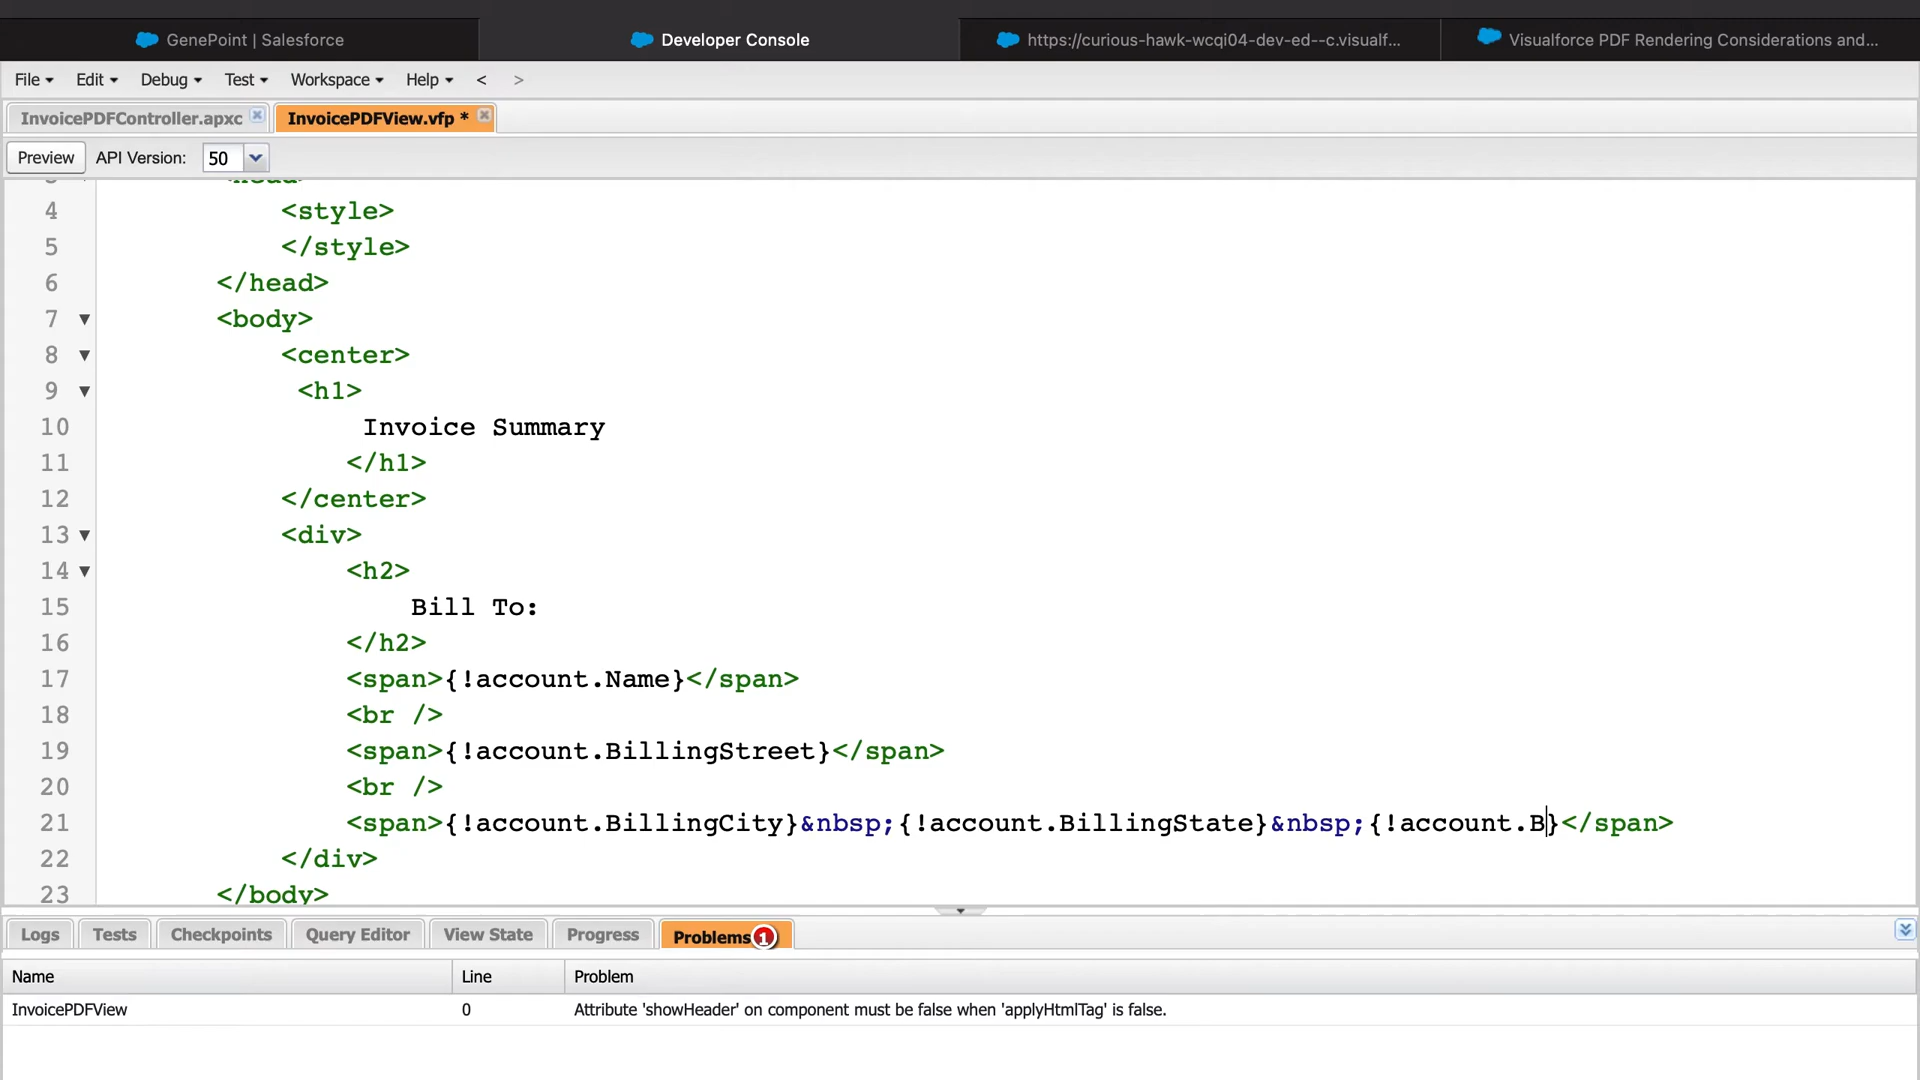 GenePoint | Salesforce
Developer Console
https://curious-hawk-wcqi04-dev-ed--c.visualf...
Visualforce PDF Rendering Considerations and...
File Edit Debug Test Workspace Help < >
InvoicePDFController.apxc
InvoicePDFView.vfp *
Preview API Version: 50
3 <head>
4 <style>
5 </style>
6 </head>
7 <body>
8 <center>
9 <h1>
10 Invoice Summary
11 </h1>
12 </center>
13 <div>
14 <h2>
15 Bill To:
16 </h2>
17 <span>{!account.Name}</span>
18 <br />
19 <span>{!account.BillingStreet}</span>
20 <br />
21 <span>{!account.BillingCity}&nbsp;{!account.BillingState}&nbsp;{!account.B}</span>
22 </div>
23 </body>
Logs Tests Checkpoints Query Editor View State Progress Problems 1
Name Line Problem
InvoicePDFView 0 Attribute 'showHeader' on component must be false when 'applyHtmlTag' is false.